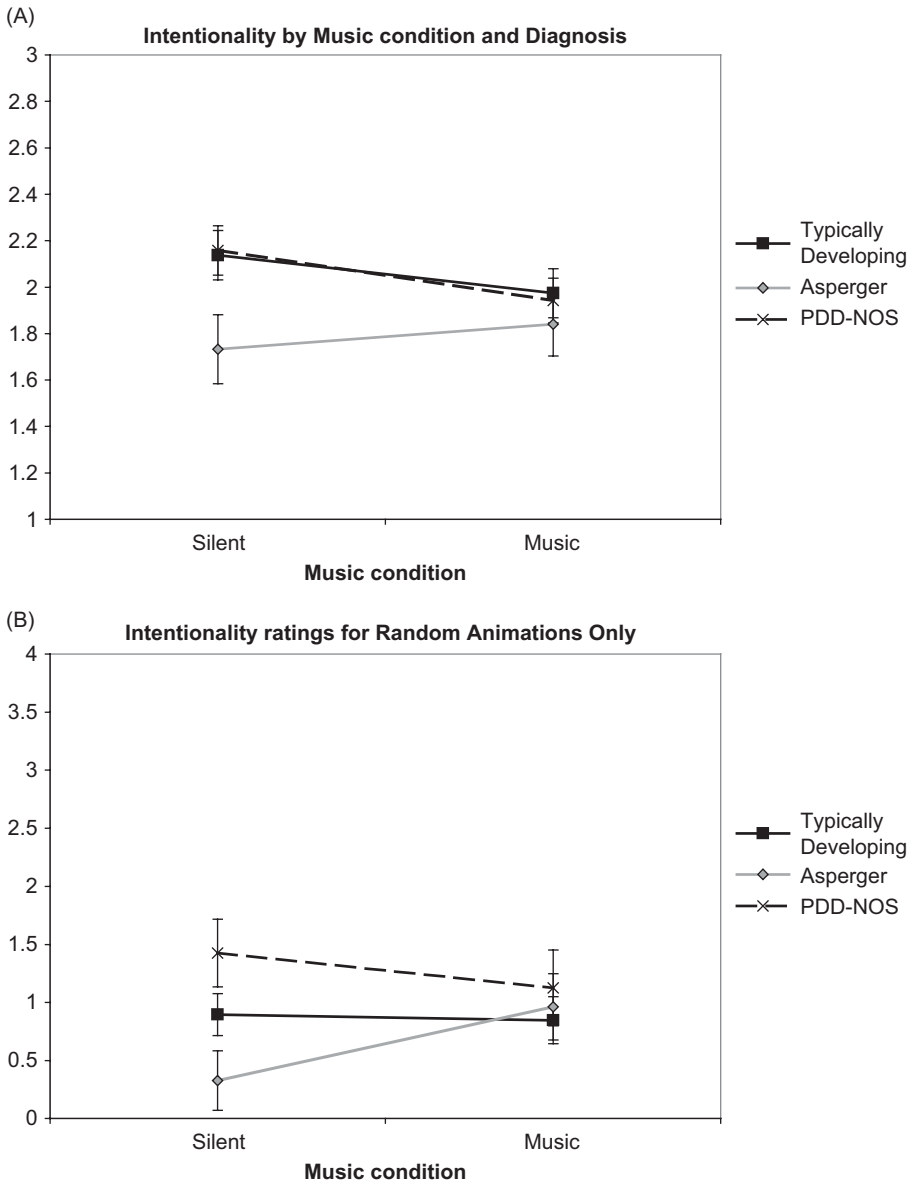 (A)
Intentionality by Music condition and Diagnosis
3
2.8
2.6
2.4
2.2
2
1.8
1.6
1.4
1.2
1
Silent Music
Music condition
Typically
Developing
Asperger
PDD-NOS
(B)
Intentionality ratings for Random Animations Only
4
3.5
3
2.5
2
1.5
1
0.5
0
Silent Music
Music condition
Typically
Developing
Asperger
PDD-NOS